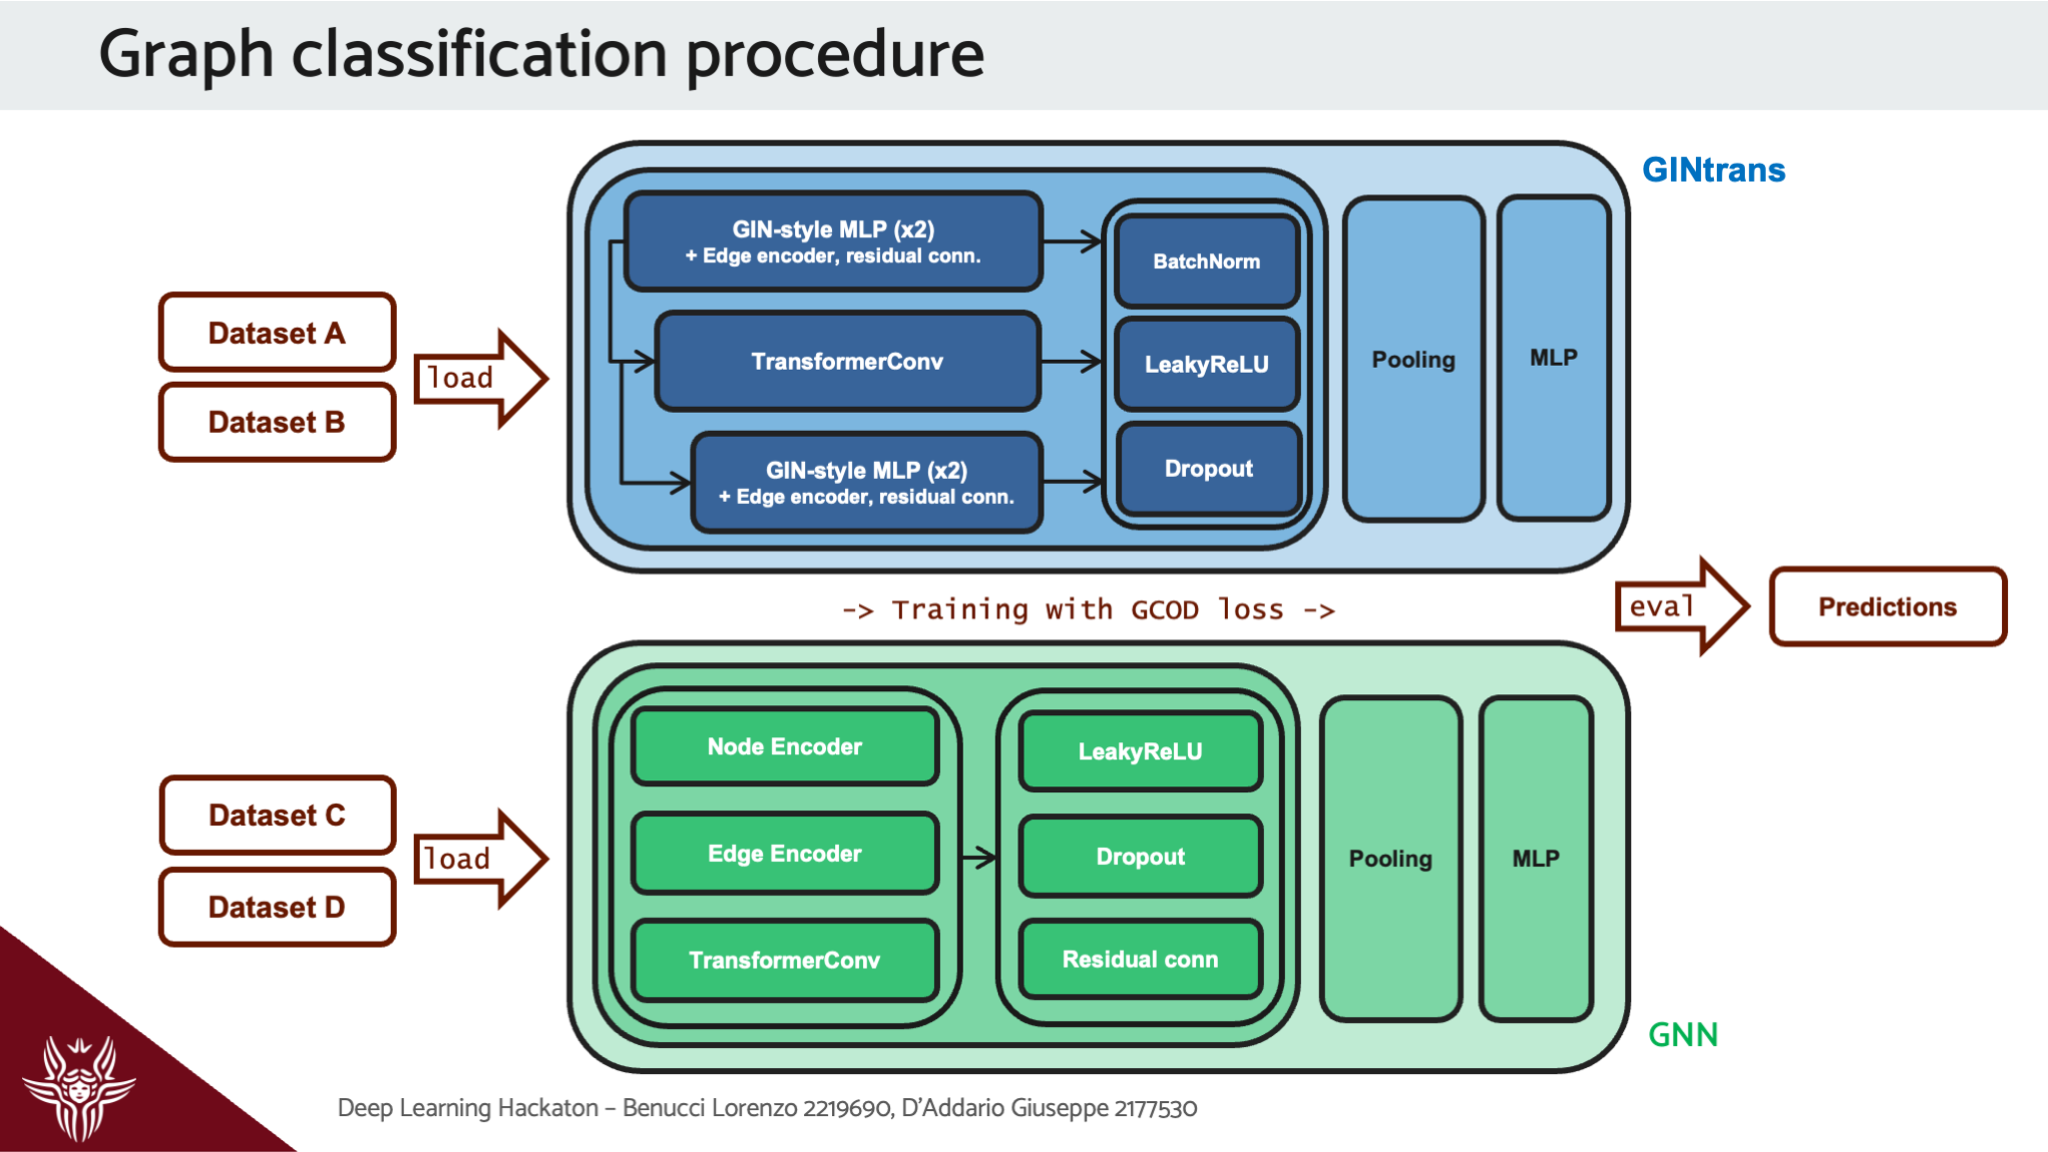 Graph classification procedure
GINtrans
GIN-style MLP (x2)
+ Edge encoder, residual conn.
TransformerConv
GIN-style MLP (x2)
+ Edge encoder, residual conn.
BatchNorm
LeakyReLU
Dropout
Pooling
MLP
Dataset A
Dataset B
load
-> Training with GCOD loss ->
eval
Predictions
Dataset C
Dataset D
load
Node Encoder
Edge Encoder
TransformerConv
LeakyReLU
Dropout
Residual conn
Pooling
MLP
GNN
Deep Learning Hackaton – Benucci Lorenzo 2219690, D'Addario Giuseppe 2177530